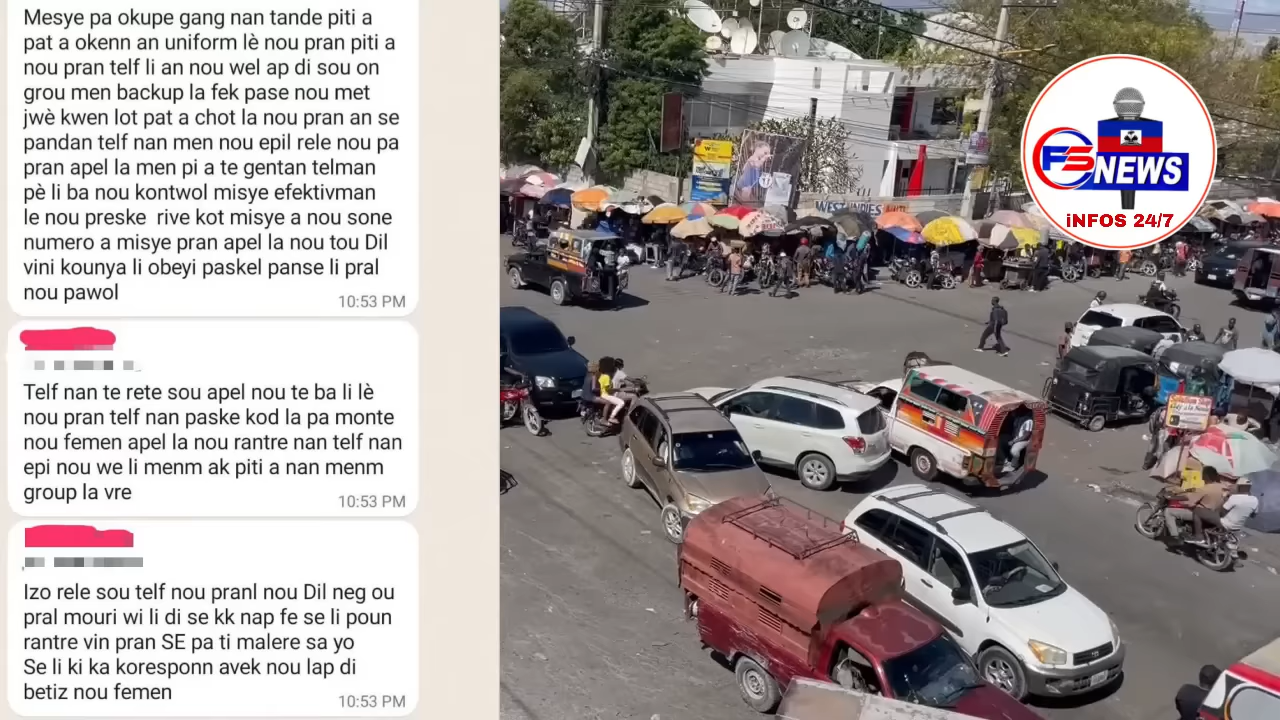 Mesye pa okupe gang nan tande piti a
pat a okenn an uniform lè nou pran piti a
nou pran telf li an nou wel ap di sou on
grou men backup la fek pase nou met
jwè kwen lot pat a chot la nou pran an se
pandan telf nan men nou epil rele nou pa
pran apel la men pi a te gentan telman
pè li ba nou kontwol misye efektivman
le nou preske rive kot misye a nou sone
numero a misye pran apel la nou tou Dil
vini kounya li obeyi paskel panse li pral
nou pawol
10:53 PM
Telf nan te rete sou apel nou te ba li lè
nou pran telf nan paske kod la pa monte
nou femen apel la nou rantre nan telf nan
epi nou we li menm ak piti a nan menm
group la vre
10:53 PM
Izo rele sou telf nou pranl nou Dil neg ou
pral mouri wi li di se kk nap fe se li poun
rantre vin pran SE pa ti malere sa yo
Se li ki ka koresponn avek nou lap di
betiz nou femen
10:53 PM
FS NEWS
iNFOS 24/7
WEST INDIES